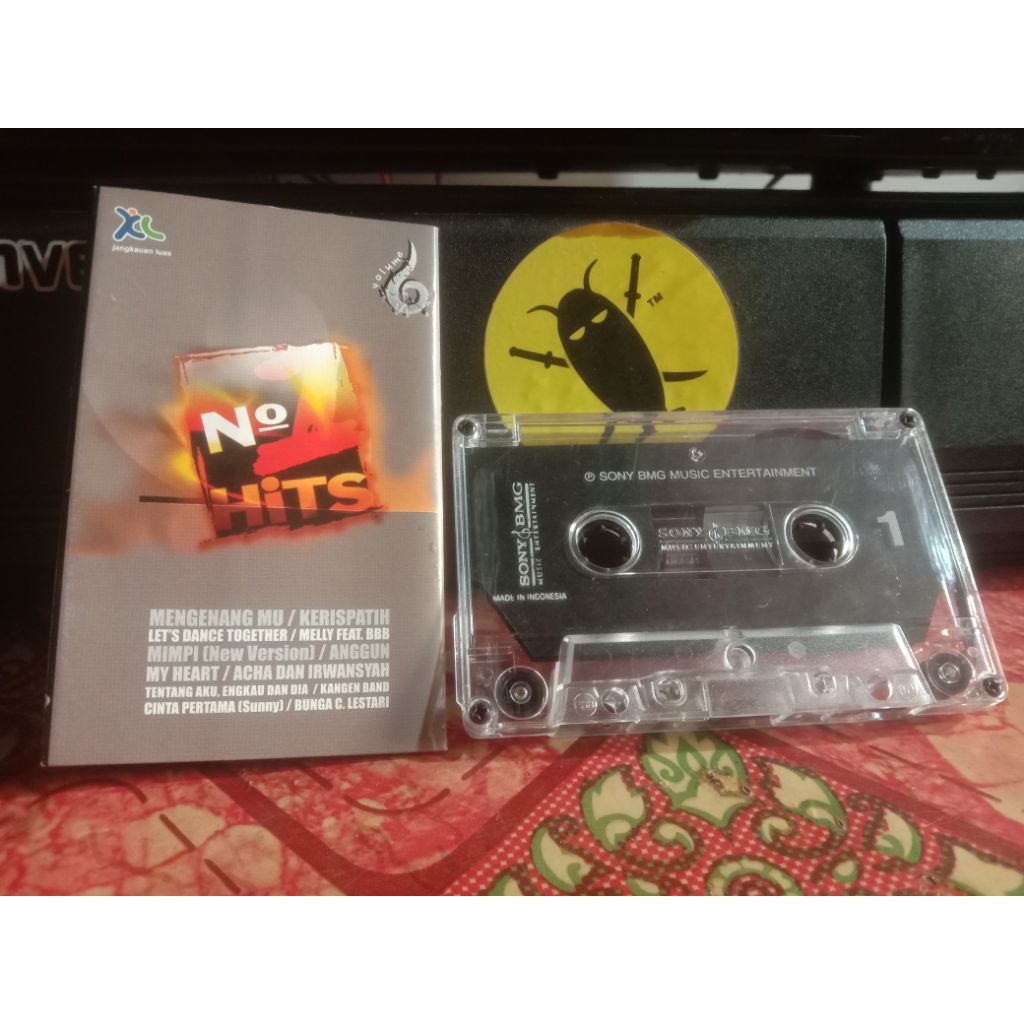 XL
jangkauan luas
volume
6
No
HiTS
MENGENANG MU / KERISPATIH
LET'S DANCE TOGETHER / MELLY FEAT. BBB
MIMPI (New Version) / ANGGUN
MY HEART / ACHA DAN IRWANSYAH
TENTANG AKU, ENGKAU DAN DIA / KANGEN BAND
CINTA PERTAMA (Sunny) / BUNGA C. LESTARI
TM
℗ SONY BMG MUSIC ENTERTAINMENT
SONY BMG
MUSIC ENTERTAINMENT
SONY BMG
MUSIC ENTERTAINMENT
1
MADE IN INDONESIA